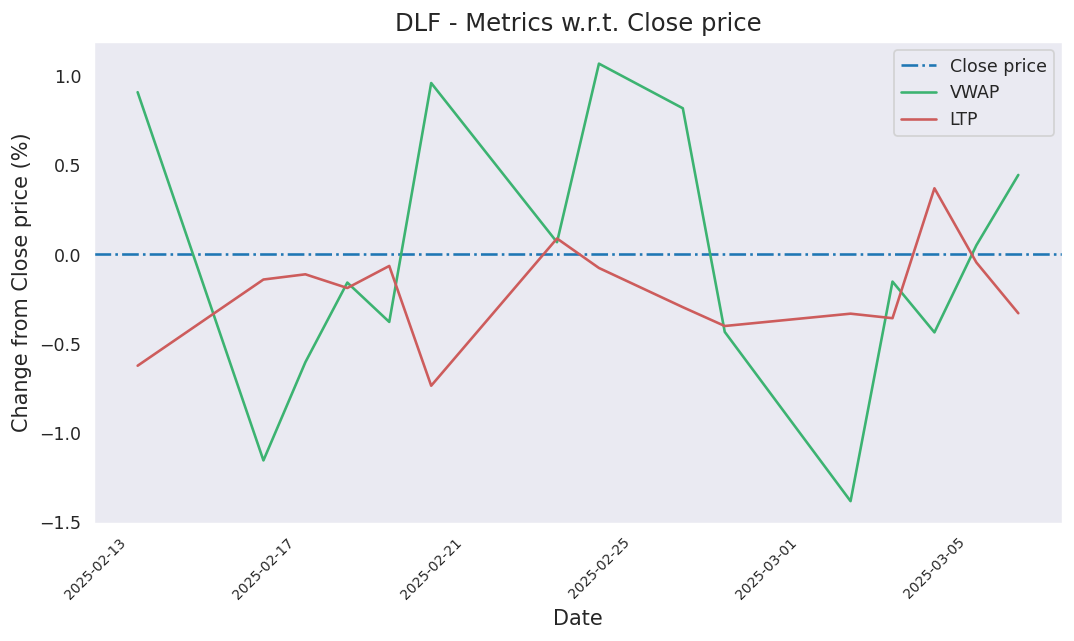 DLF - Metrics w.r.t. Close price
Close price
VWAP
LTP
Change from Close price (%)
1.0
0.5
0.0
−0.5
−1.0
−1.5
2025-02-13
2025-02-17
2025-02-21
2025-02-25
2025-03-01
2025-03-05
Date